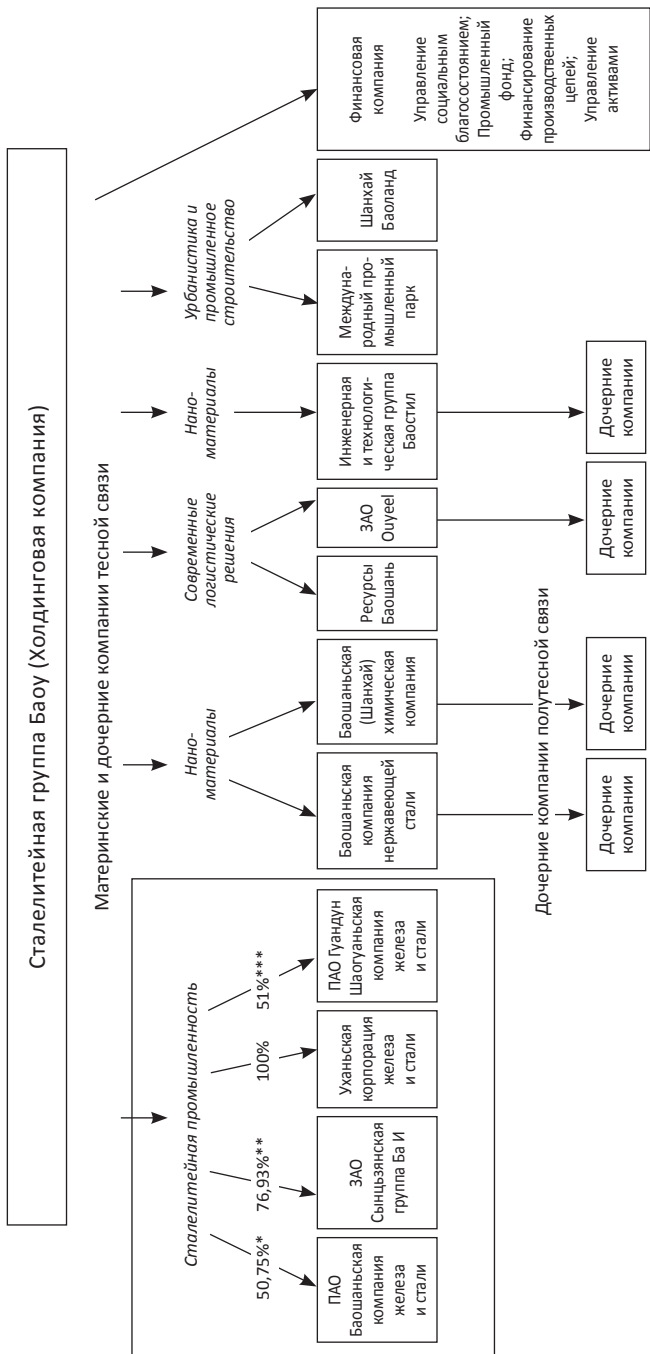 Сталелитейная группа Баоу (Холдинговая компания)
Материнские и дочерние компании тесной связи
Сталелитейная промышленность
Нано-
материалы
Современные
логистические
решения
Нано-
материалы
Урбанистика и
промышленное
строительство
50,75%*
76,93%**
100%
51%***
ПАО
Баошаньская
компания
железа
и стали
ЗАО
Сынцьзянская
группа Ба И
Уханьская
корпорация
железа
и стали
ПАО Гуандун
Шаогуаньская
компания
железа
и стали
Баошаньская
компания
нержавеющей
стали
Баошаньская
(Шанхай)
химическая
компания
Ресурсы
Баошань
ЗАО
Ouyeel
Инженерная
и технологи-
ческая группа
Баостил
Междуна-
родный про-
мышленный
парк
Шанхай
Баоланд
Финансовая
компания
Управление
социальным
благосостоянием;
Промышленный
фонд;
Финансирование
производственных
цепей;
Управление
активами
Дочерние компании полутесной связи
Дочерние
компании
Дочерние
компании
Дочерние
компании
Дочерние
компании